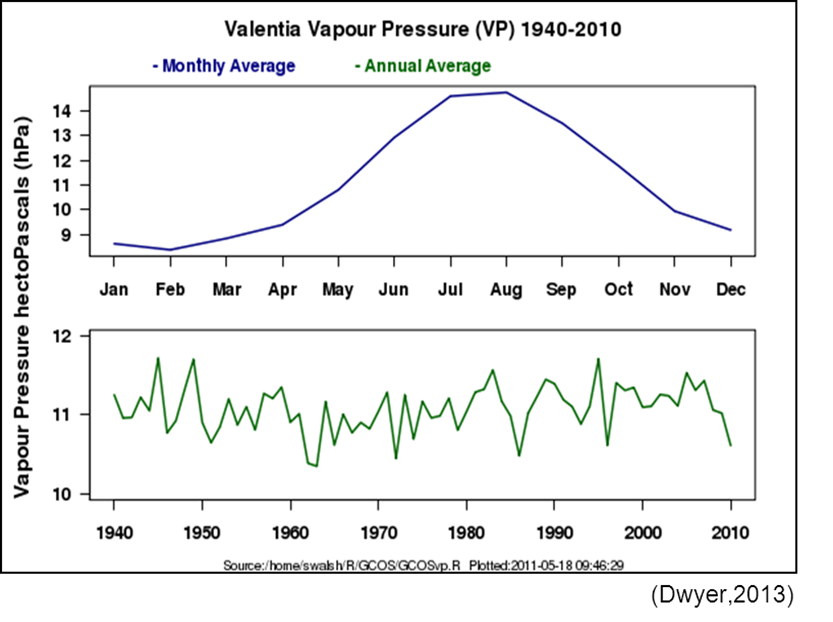 Valentia Vapour Pressure (VP) 1940-2010
- Monthly Average - Annual Average
Vapour Pressure hectoPascals (hPa)
14
13
12
11
10
9
Jan Feb Mar Apr May Jun Jul Aug Sep Oct Nov Dec
12
11
10
1940 1950 1960 1970 1980 1990 2000 2010
Source:/home/swalsh/R/GCOS/GCOSvp.R Plotted:2011-05-18 09:46:29
(Dwyer,2013)